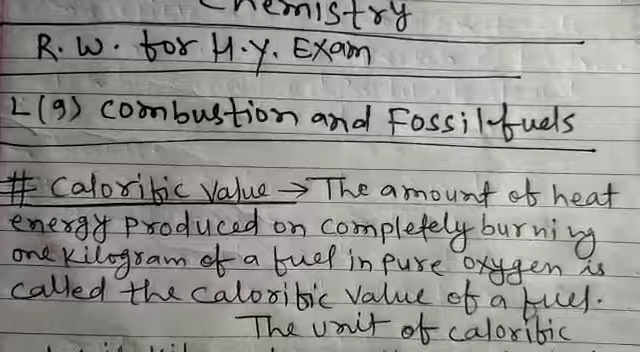 Chemistry
R.W. for H.Y. Exam
L(9) Combustion and Fossil-fuels
# Calorific Value → The amount of heat
energy produced on completely burning
one kilogram of a fuel in pure oxygen is
called the calorific value of a fuel.
The unit of calorific